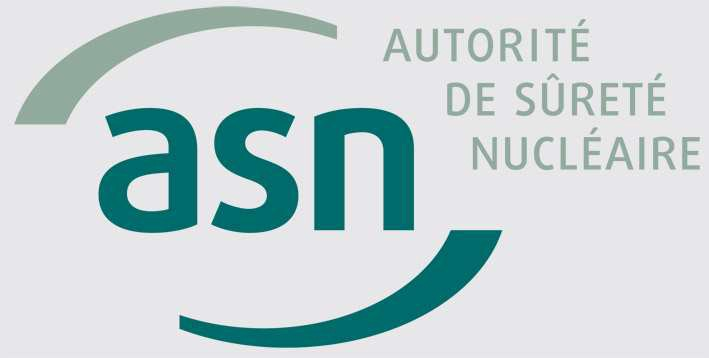 asn
AUTORITÉ
DE SÛRETÉ
NUCLÉAIRE